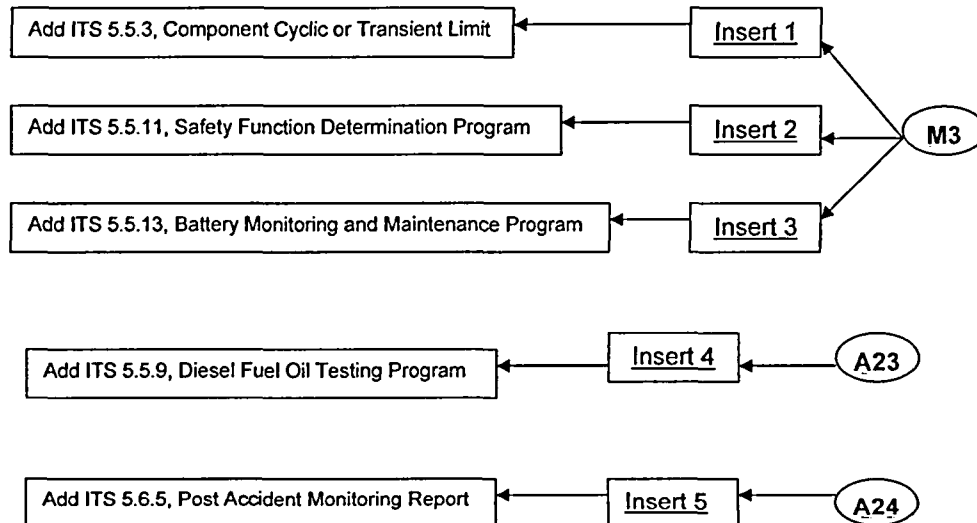 Add ITS 5.5.3, Component Cyclic or Transient Limit
Insert 1
Add ITS 5.5.11, Safety Function Determination Program
Insert 2
M3
Add ITS 5.5.13, Battery Monitoring and Maintenance Program
Insert 3
Add ITS 5.5.9, Diesel Fuel Oil Testing Program
Insert 4
A23
Add ITS 5.6.5, Post Accident Monitoring Report
Insert 5
A24